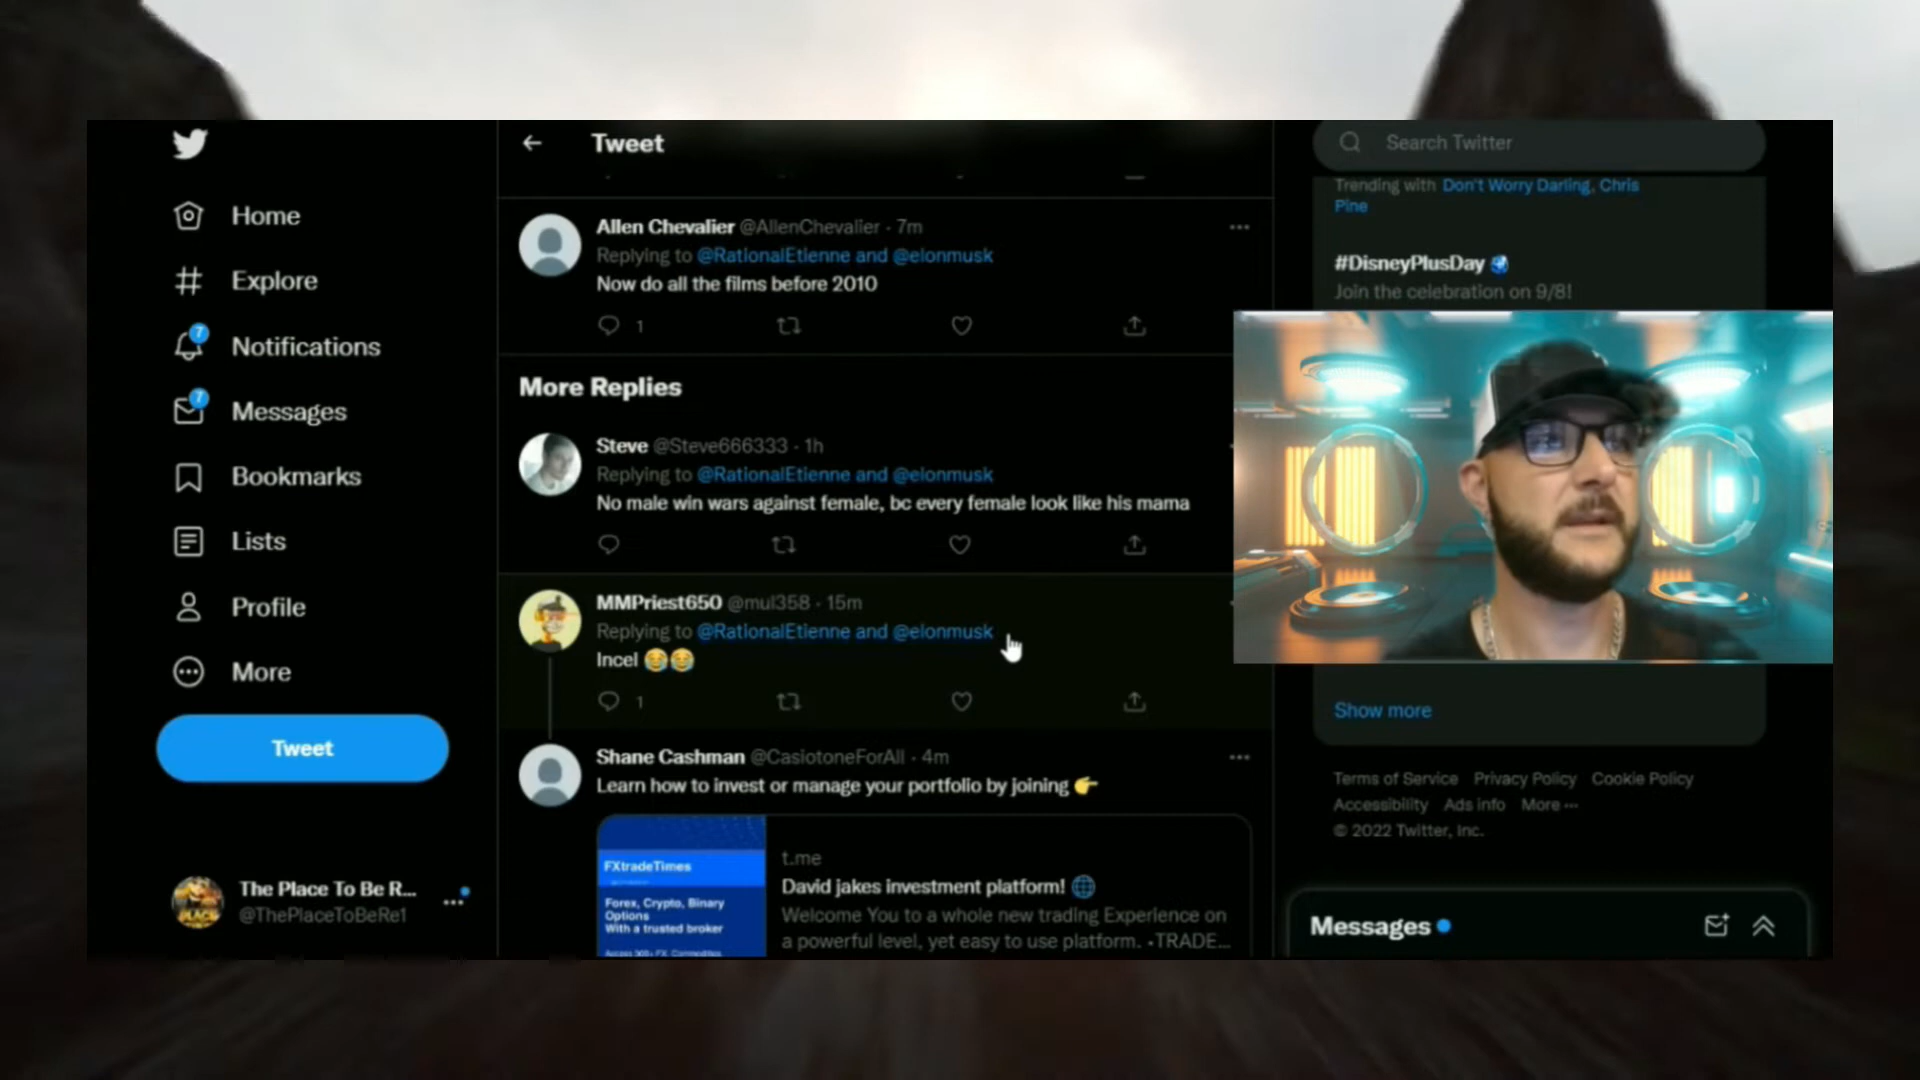 Home
Explore
7
Notifications
7
Messages
Bookmarks
Lists
Profile
More
Tweet
The Place To Be R...
@ThePlaceToBeRe1
Tweet
Allen Chevalier @AllenChevalier · 7m
Replying to @RationalEtienne and @elonmusk
Now do all the films before 2010
1
More Replies
Steve @Steve666333 · 1h
Replying to @RationalEtienne and @elonmusk
No male win wars against female, bc every female look like his mama
MMPriest650 @mul358 · 15m
Replying to @RationalEtienne and @elonmusk
Incel 😂😂
1
Shane Cashman @CasiotoneForAll · 4m
Learn how to invest or manage your portfolio by joining 👉
FXtradeTimes
Forex, Crypto, Binary
Options
With a trusted broker
t.me
David jakes investment platform! 🌐
Welcome You to a whole new trading Experience on
a powerful level, yet easy to use platform. •TRADE...
Search Twitter
Trending with Don't Worry Darling, Chris
Pine
#DisneyPlusDay
Join the celebration on 9/8!
Show more
Terms of Service Privacy Policy Cookie Policy
Accessibility Ads info More ···
© 2022 Twitter, Inc.
Messages